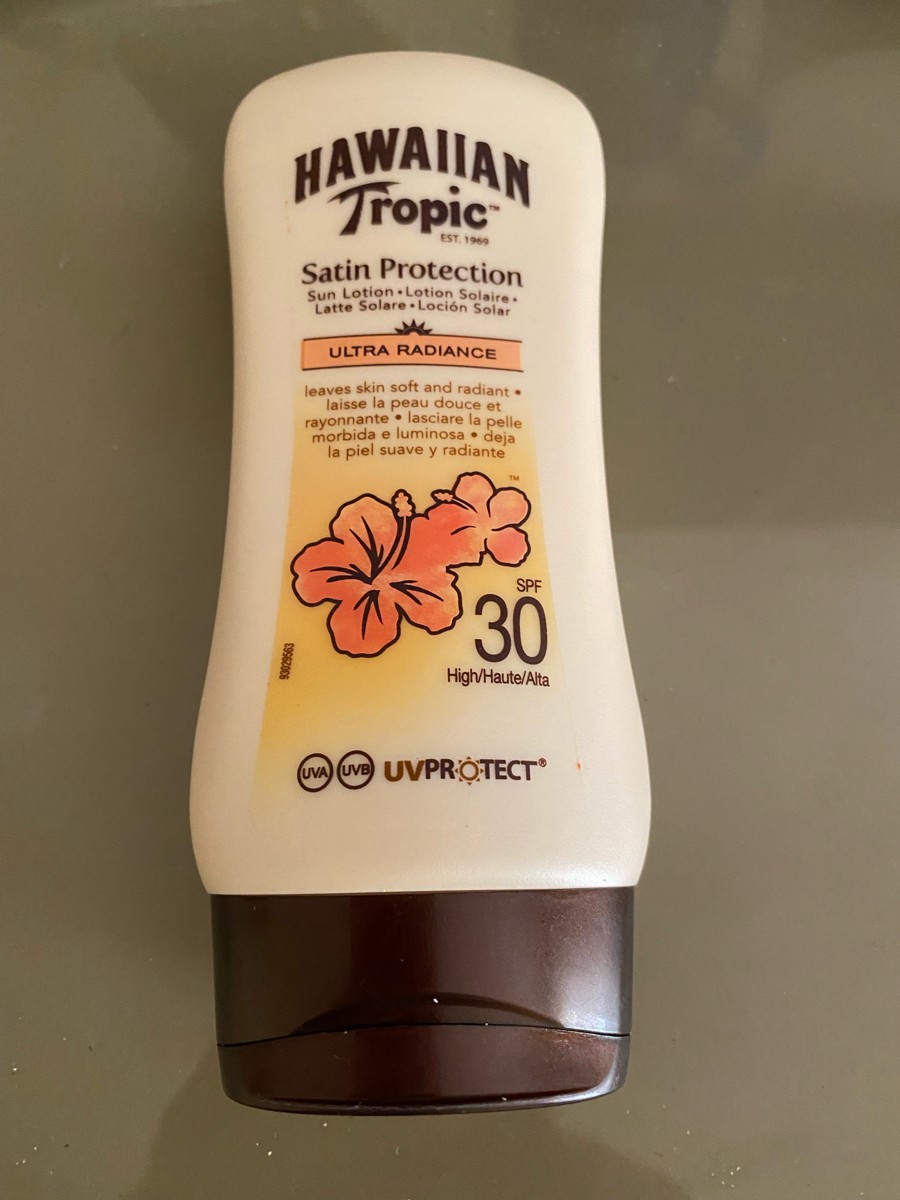 HAWAIIAN
Tropic™
EST. 1969
Satin Protection
Sun Lotion • Lotion Solaire •
Latte Solare • Loción Solar
ULTRA RADIANCE
leaves skin soft and radiant •
laisse la peau douce et
rayonnante • lasciare la pelle
morbida e luminosa • deja
la piel suave y radiante
™
SPF
30
High/Haute/Alta
93029563
UVA UVB UVPROTECT®